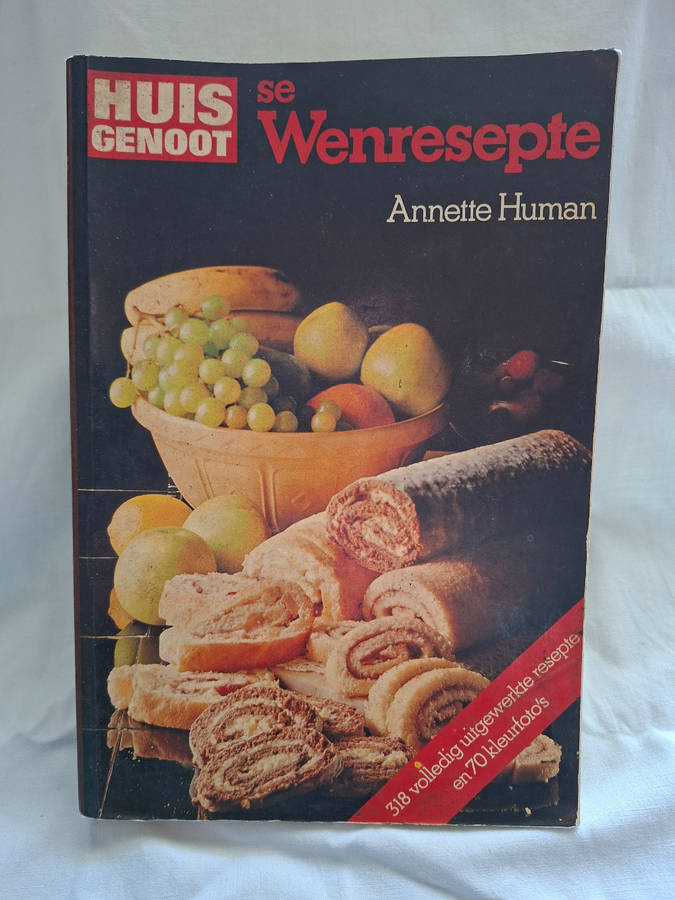 HUIS
GENOOT
se
Wenresepte
Annette Human
318 volledig uitgewerkte resepte
en 70 kleurfoto's